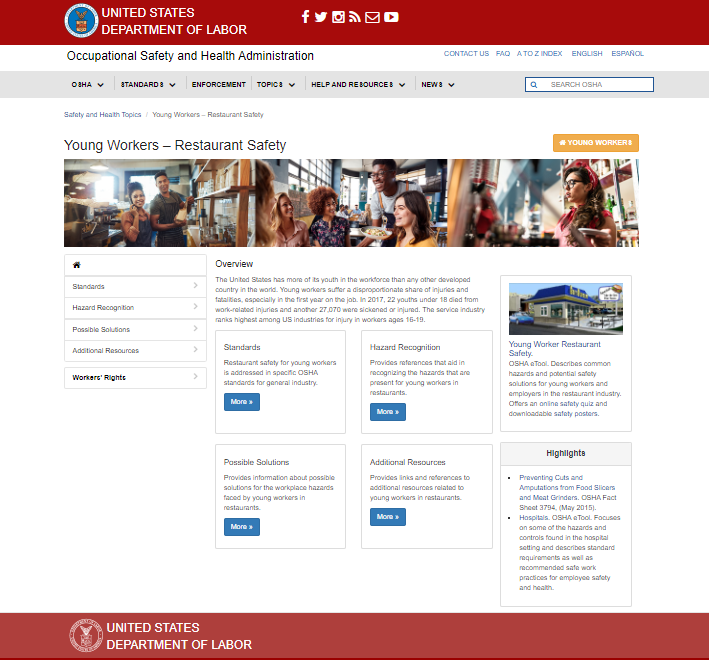 UNITED STATES
DEPARTMENT OF LABOR
Occupational Safety and Health Administration
CONTACT US FAQ A TO Z INDEX ENGLISH ESPAÑOL
OSHA STANDARDS ENFORCEMENT TOPICS HELP AND RESOURCES NEWS SEARCH OSHA
Safety and Health Topics / Young Workers – Restaurant Safety
Young Workers – Restaurant Safety
YOUNG WORKERS
Standards
Hazard Recognition
Possible Solutions
Additional Resources
Workers' Rights
Overview
The United States has more of its youth in the workforce than any other developed
country in the world. Young workers suffer a disproportionate share of injuries and
fatalities, especially in the first year on the job. In 2017, 22 youths under 18 died from
work-related injuries and another 27,070 were sickened or injured. The service industry
ranks highest among US industries for injury in workers ages 16-19.
Standards
Restaurant safety for young workers
is addressed in specific OSHA
standards for general industry.
More »
Hazard Recognition
Provides references that aid in
recognizing the hazards that are
present for young workers in
restaurants.
More »
Possible Solutions
Provides information about possible
solutions for the workplace hazards
faced by young workers in
restaurants.
More »
Additional Resources
Provides links and references to
additional resources related to
young workers in restaurants.
More »
Young Worker Restaurant
Safety.
OSHA eTool. Describes common
hazards and potential safety
solutions for young workers and
employers in the restaurant industry.
Offers an online safety quiz and
downloadable safety posters.
Highlights
Preventing Cuts and
Amputations from Food Slicers
and Meat Grinders. OSHA Fact
Sheet 3794, (May 2015).
Hospitals. OSHA eTool. Focuses
on some of the hazards and
controls found in the hospital
setting and describes standard
requirements as well as
recommended safe work
practices for employee safety
and health.
UNITED STATES
DEPARTMENT OF LABOR